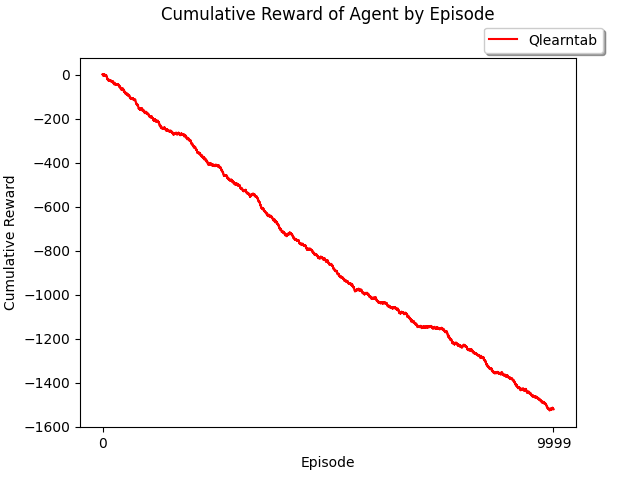 Cumulative Reward of Agent by Episode
Qlearntab
0
−200
−400
−600
−800
−1000
−1200
−1400
−1600
Cumulative Reward
0 9999
Episode